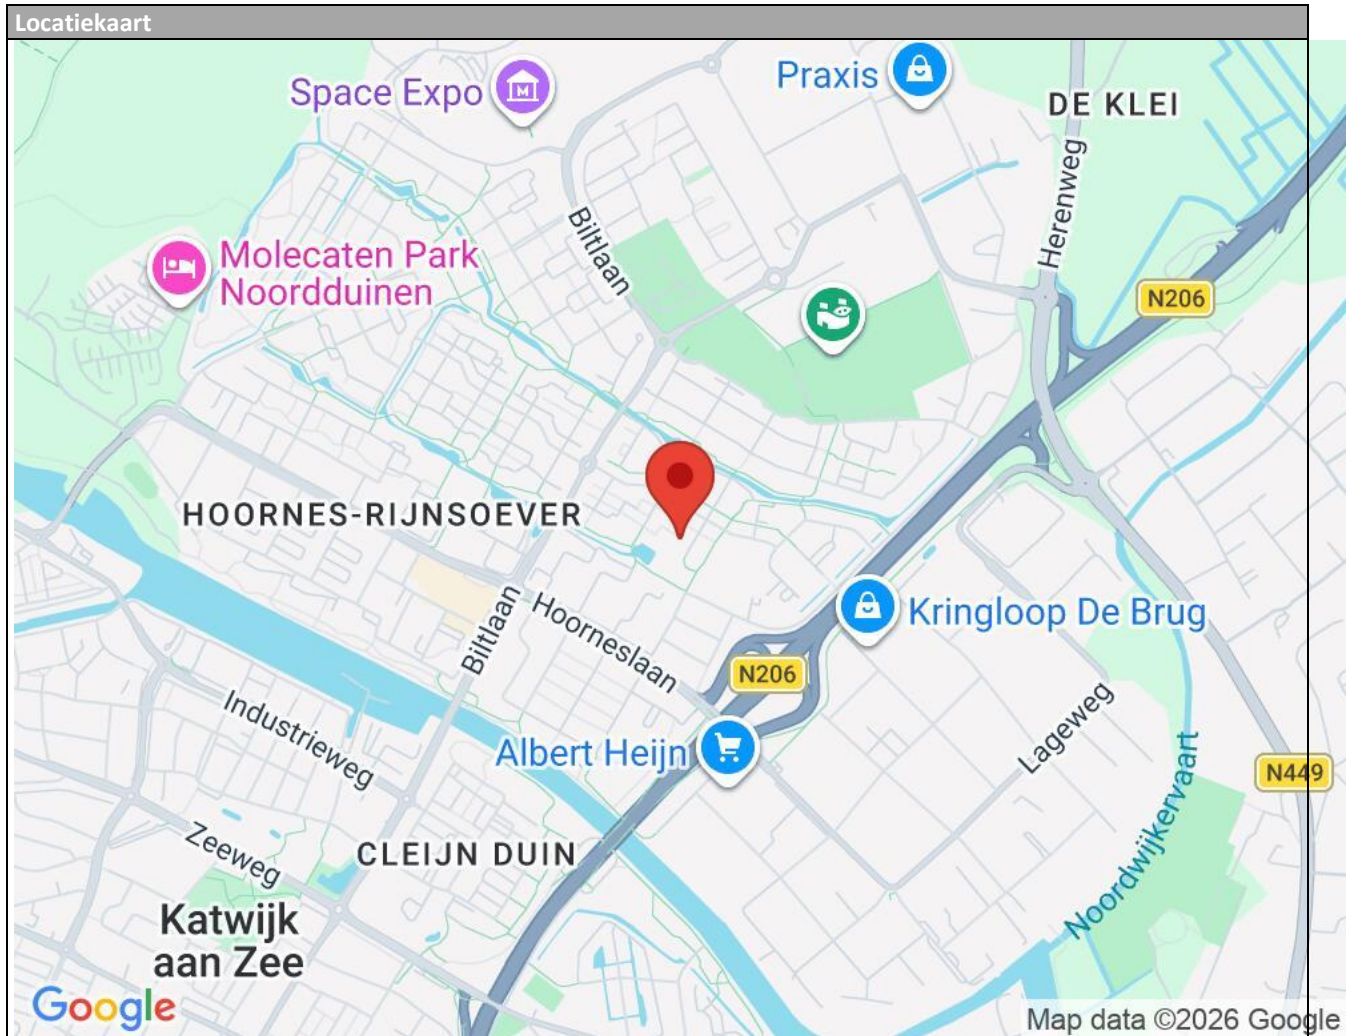 Locatiekaart
Space Expo
Praxis
DE KLEI
Herenweg
Biltlaan
Molecaten Park
Noordduinen
N206
HOORNES-RIJNSOEVER
Biltlaan
Hoorneslaan
Kringloop De Brug
N206
Industrieweg
Albert Heijn
Lageweg
N449
Noordwijkervaart
Zeeweg
CLEIJN DUIN
Katwijk
aan Zee
Google
Map data ©2026 Google